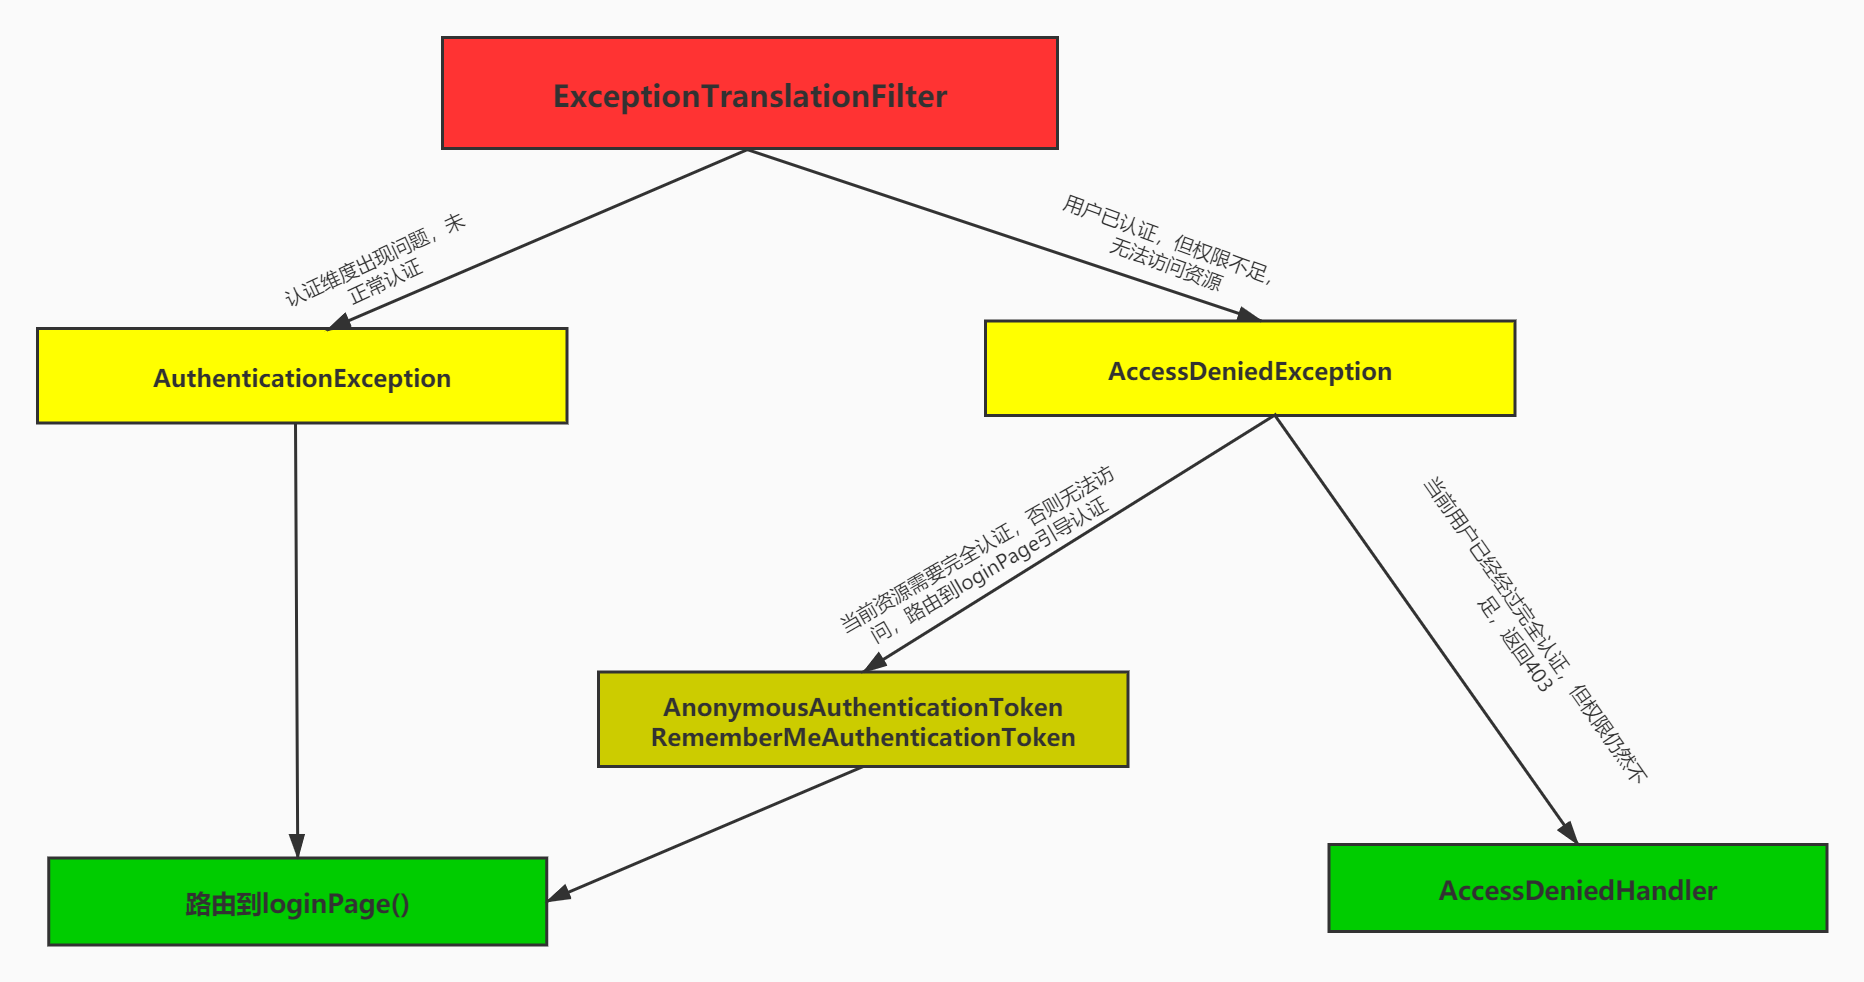 ExceptionTranslationFilter
认证维度出现问题，未
正常认证
用户已认证，但权限不足，
无法访问资源
AuthenticationException
AccessDeniedException
当前资源需要完全认证，否则无法访
问，路由到loginPage引导认证
当前用户已经经过完全认证，但权限仍然不
足，返回403
AnonymousAuthenticationToken
RememberMeAuthenticationToken
路由到loginPage()
AccessDeniedHandler